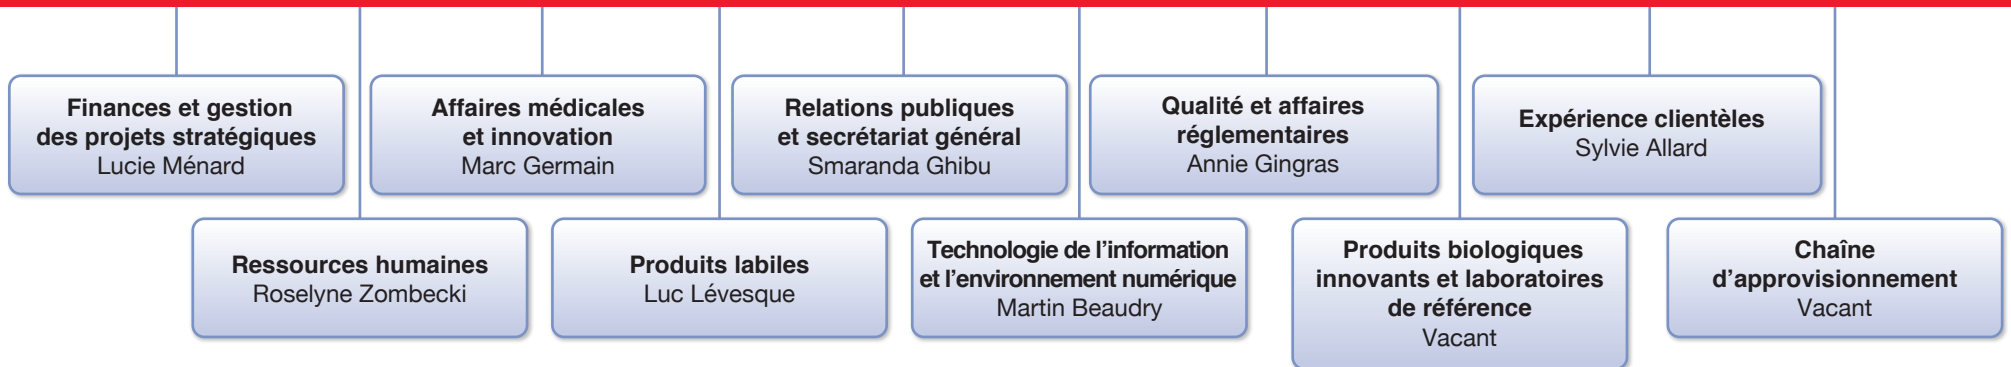 Finances et gestion
des projets stratégiques
Lucie Ménard
Affaires médicales
et innovation
Marc Germain
Relations publiques
et secrétariat général
Smaranda Ghibu
Qualité et affaires
réglementaires
Annie Gingras
Expérience clientèles
Sylvie Allard
Ressources humaines
Roselyne Zombecki
Produits labiles
Luc Lévesque
Technologie de l’information
et l’environnement numérique
Martin Beaudry
Produits biologiques
innovants et laboratoires
de référence
Vacant
Chaîne
d’approvisionnement
Vacant